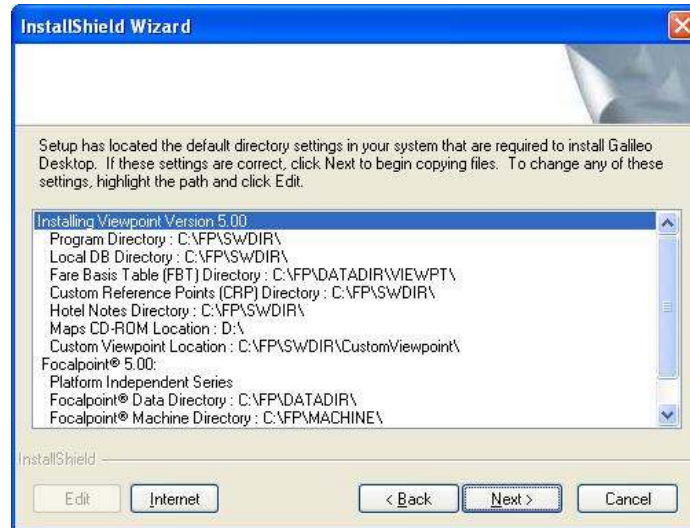 InstallShield Wizard
Setup has located the default directory settings in your system that are required to install Galileo
Desktop. If these settings are correct, click Next to begin copying files. To change any of these
settings, highlight the path and click Edit.
Installing Viewpoint Version 5.00
Program Directory : C:\FP\SWDIR\
Local DB Directory : C:\FP\SWDIR\
Fare Basis Table (FBT) Directory : C:\FP\DATADIR\VIEWPT\
Custom Reference Points (CRP) Directory : C:\FP\SWDIR\
Hotel Notes Directory : C:\FP\SWDIR\
Maps CD-ROM Location : D:\
Custom Viewpoint Location : C:\FP\SWDIR\CustomViewpoint\
Focalpoint® 5.00:
Platform Independent Series
Focalpoint® Data Directory : C:\FP\DATADIR\
Focalpoint® Machine Directory : C:\FP\MACHINE\
InstallShield
Edit Internet < Back Next > Cancel